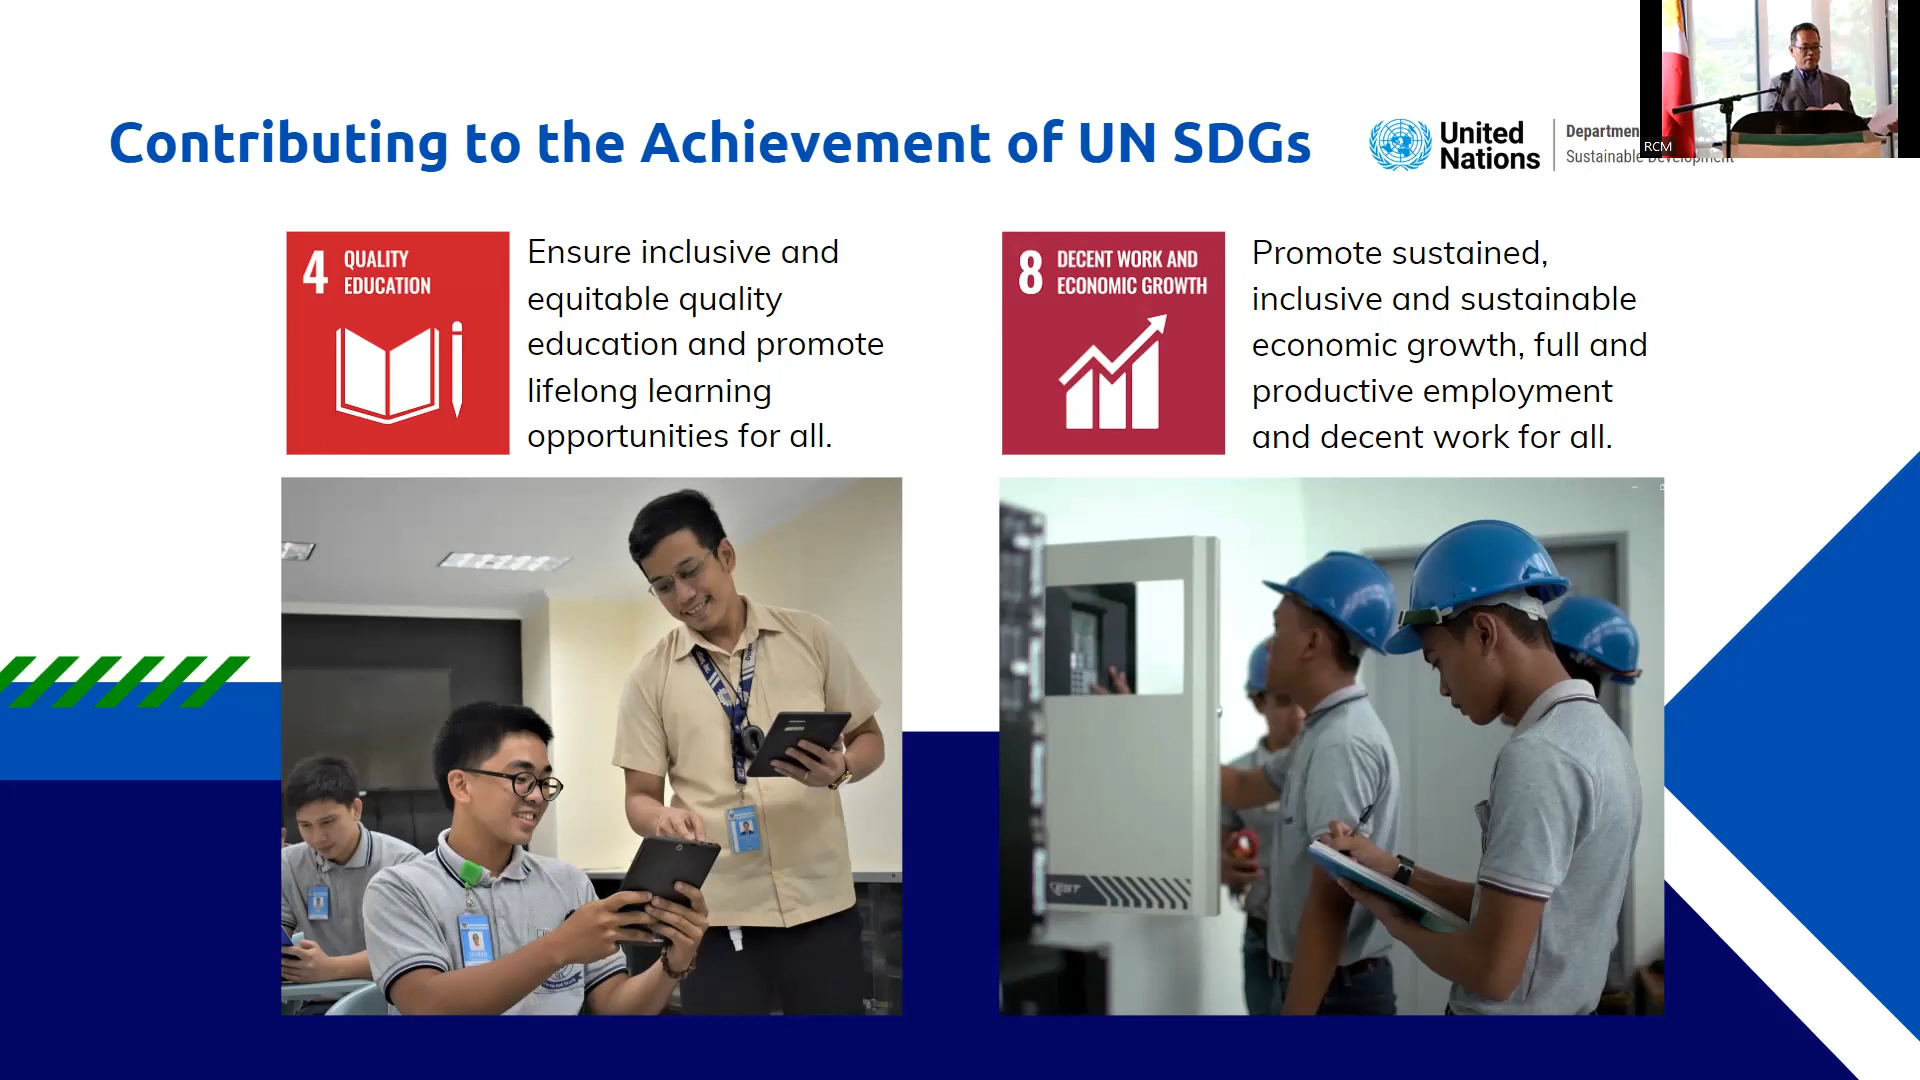 Contributing to the Achievement of UN SDGs
United
Nations
Sustainable Development
RCM
4 QUALITY
EDUCATION
Ensure inclusive and
equitable quality
education and promote
lifelong learning
opportunities for all.
8 DECENT WORK AND
ECONOMIC GROWTH
Promote sustained,
inclusive and sustainable
economic growth, full and
productive employment
and decent work for all.
EST